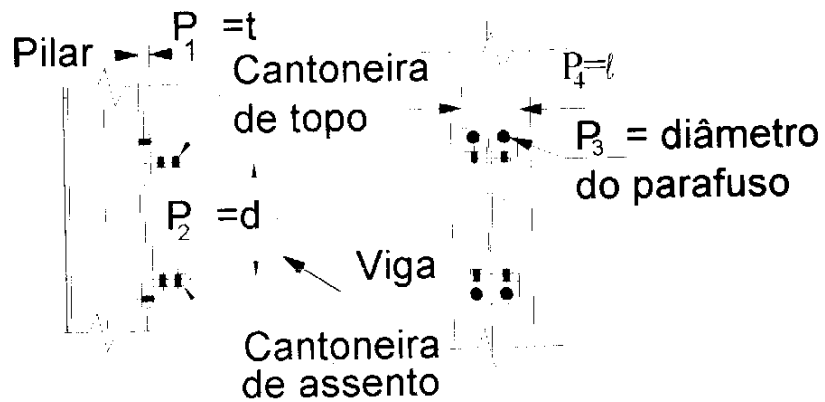 Pilar
P1 =t
Cantoneira
de topo
P4=ℓ
P3 = diâmetro
do parafuso
P2 =d
Viga
Cantoneira
de assento